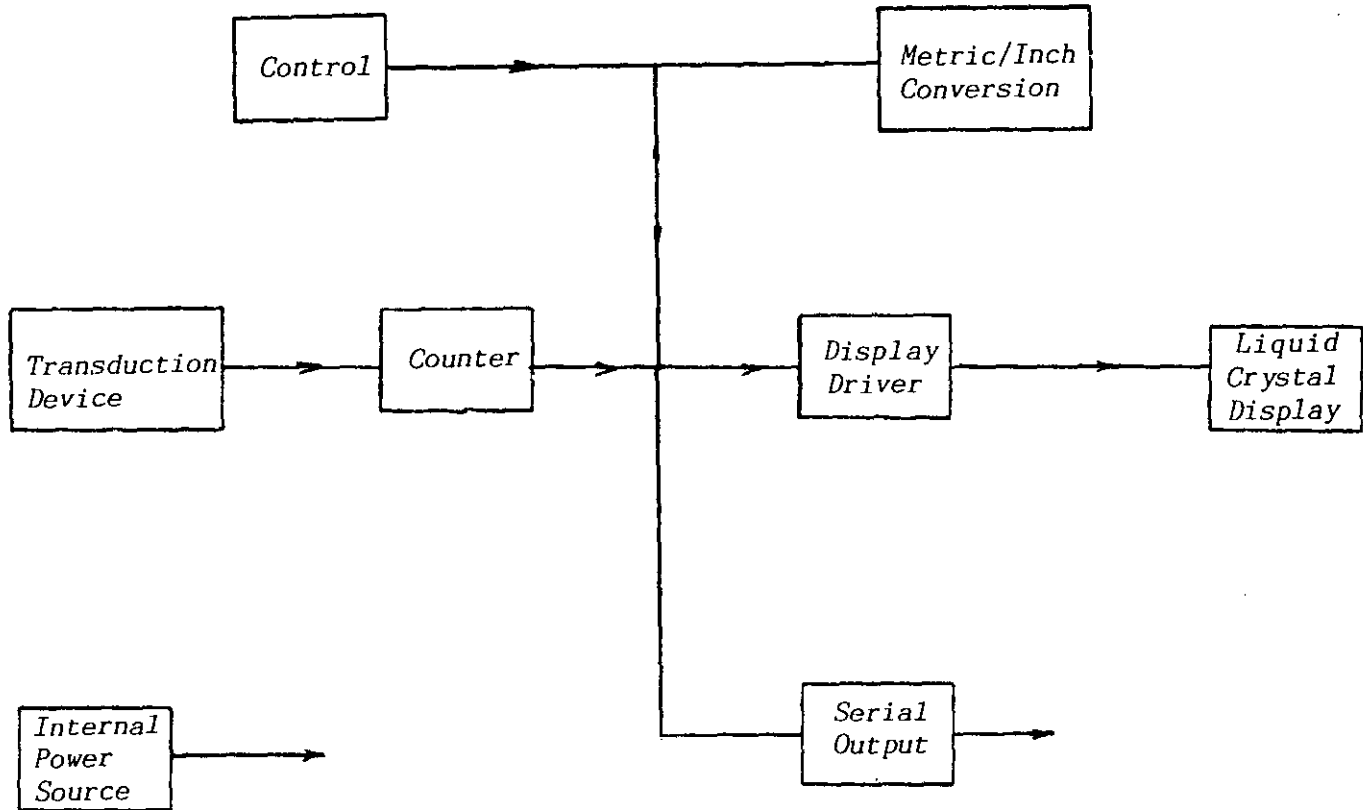 Control
Metric/Inch
Conversion
Transduction
Device
Counter
Display
Driver
Liquid
Crystal
Display
Internal
Power
Source
Serial
Output